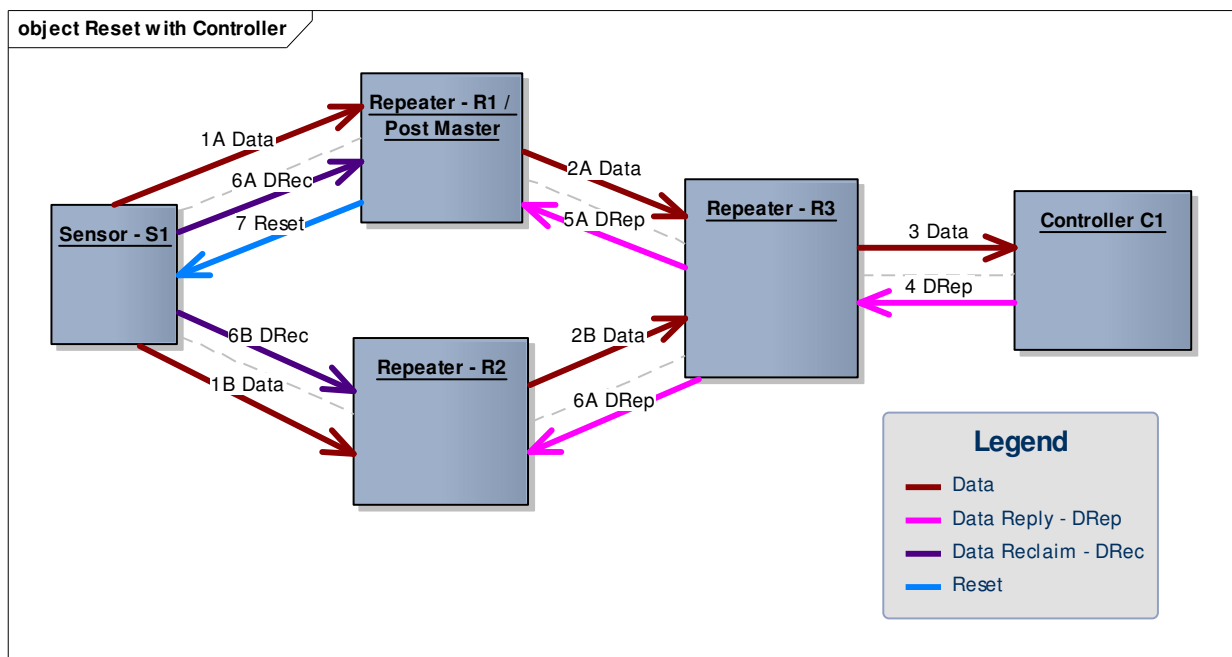 object Reset with Controller
Repeater - R1 /
Post Master
1A Data
6A DRec
7 Reset
2A Data
5A DRep
Sensor - S1
Repeater - R3
3 Data
4 DRep
Controller C1
6B DRec
1B Data
Repeater - R2
2B Data
6A DRep
Legend
Data
Data Reply - DRep
Data Reclaim - DRec
Reset